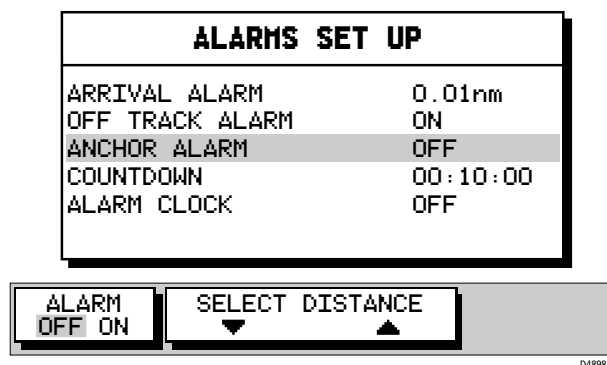 ALARMS SET UP
ARRIVAL ALARM 0.01nm
OFF TRACK ALARM ON
ANCHOR ALARM OFF
COUNTDOWN 00:10:00
ALARM CLOCK OFF
ALARM
OFF ON
SELECT DISTANCE
D4898